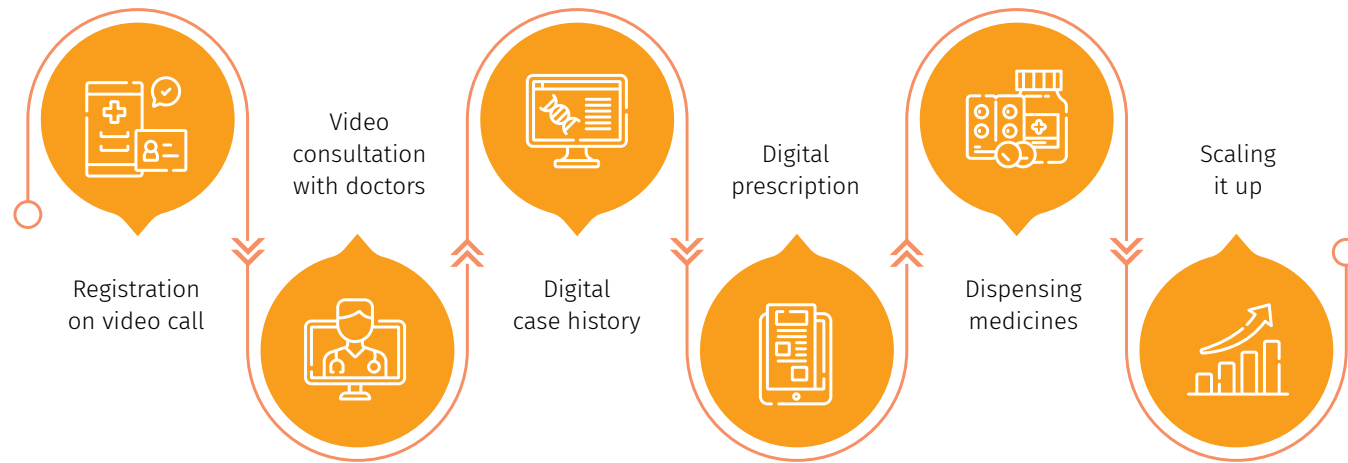 Registration
on video call
Video
consultation
with doctors
Digital
case history
Digital
prescription
Dispensing
medicines
Scaling
it up